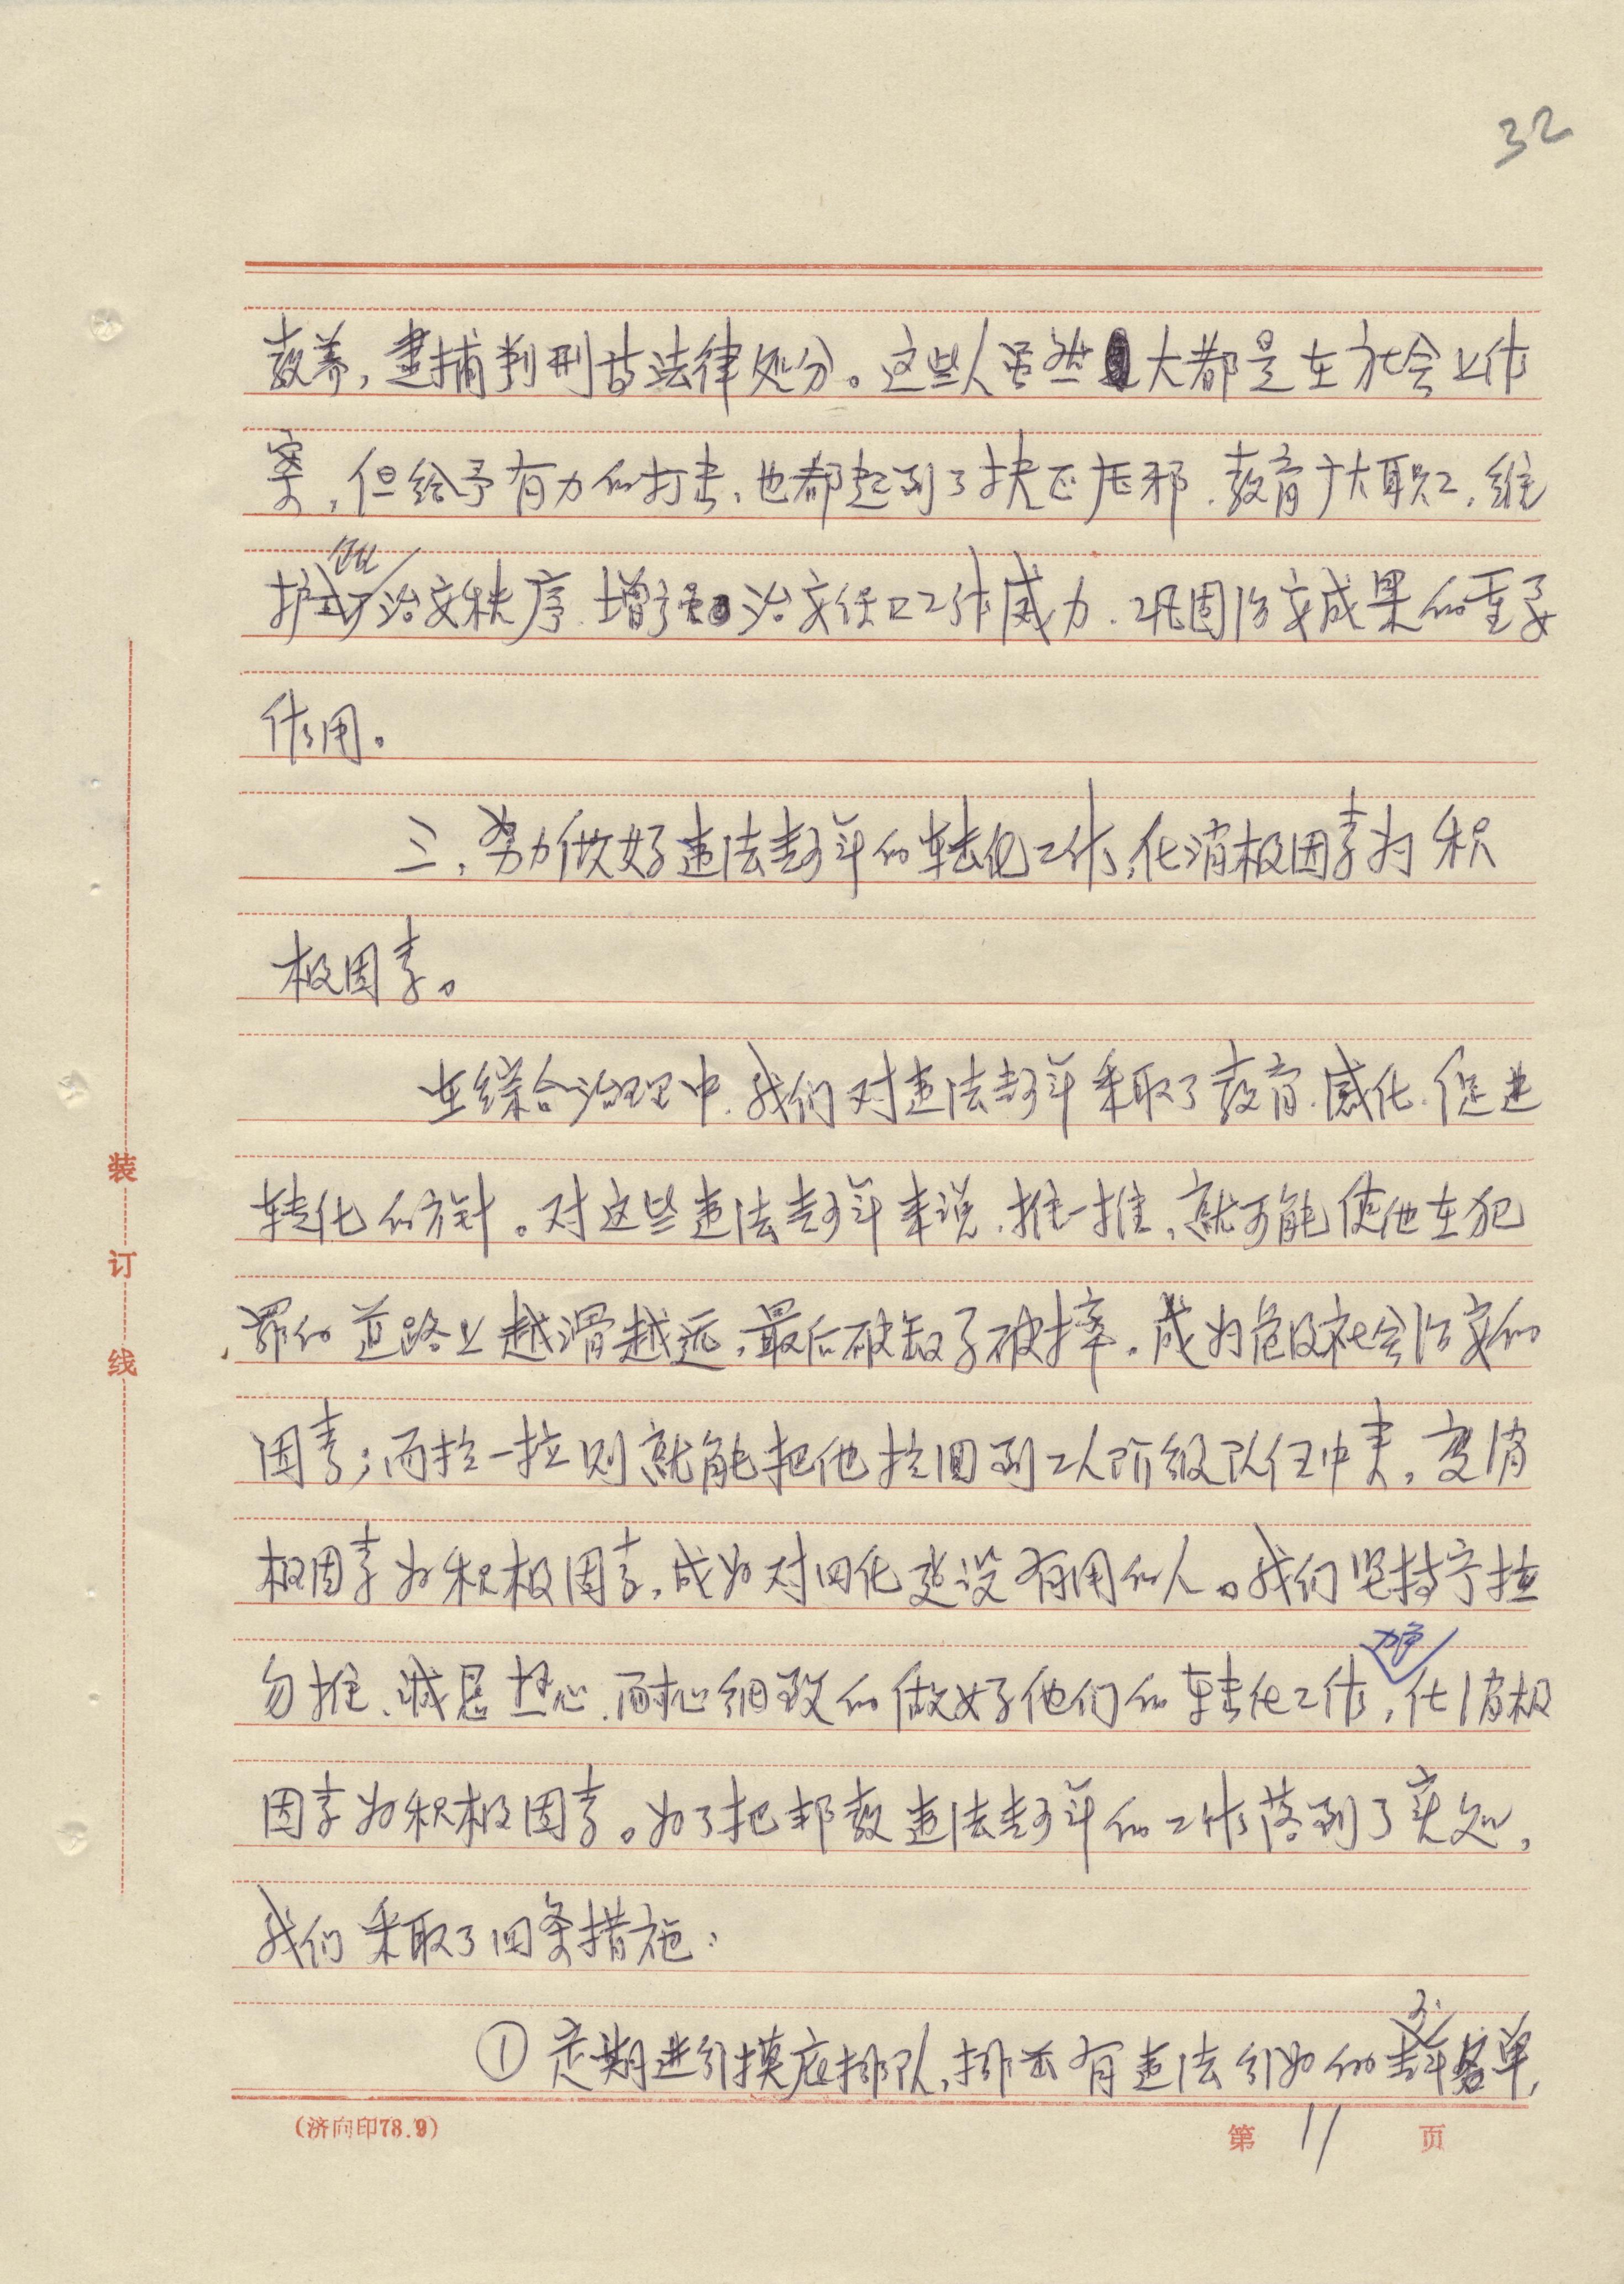 32
教养，逮捕判刑等法律处分。这些人虽然大都是在社会上作
案，但给予有力的打击，也都起到了扶正压邪、教育广大职工，维
护治安秩序、增强治安保卫工作威力、巩固治安成果的重要
作用。
三、努力做好违法青年的转化工作，化消极因素为积
极因素。
在综合治理中，我们对违法青年采取了教育、感化、促进
转化的方针。对这些违法青年来说，推一推，就可能使他在犯
罪的道路上越滑越远，最后破罐子破摔，成为危及社会治安的
因素；而拉一拉则就能把他拉回到工人阶级队伍中来，变消
极因素为积极因素，成为对四化建设有用的人。我们坚持宁拉
勿推、诚恳热心、耐心细致的做好他们的转化工作，化消极
因素为积极因素。为了把帮教违法青年的工作落到了实处，
我们采取了四条措施：
①定期进行摸底排队，排出有违法行为的青年名单，
装
订
线
(济向印78.9)
第 11 页